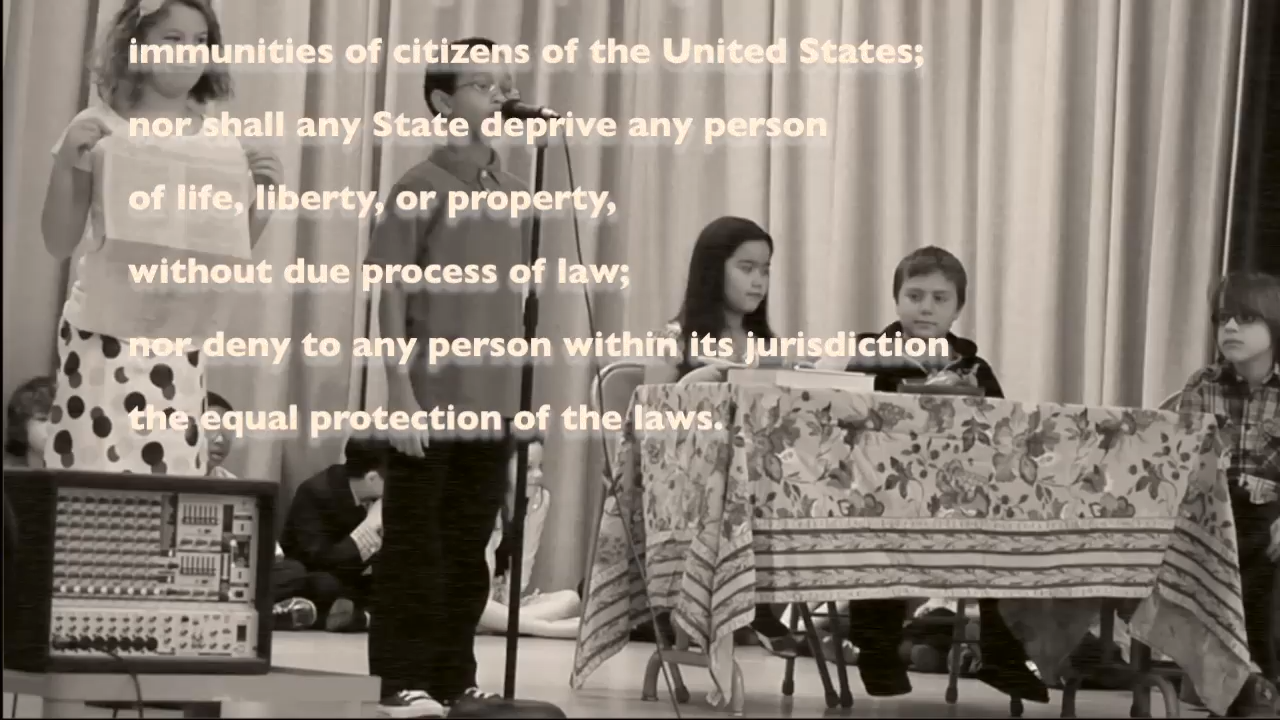 immunities of citizens of the United States;
nor shall any State deprive any person
of life, liberty, or property,
without due process of law;
nor deny to any person within its jurisdiction
the equal protection of the laws.